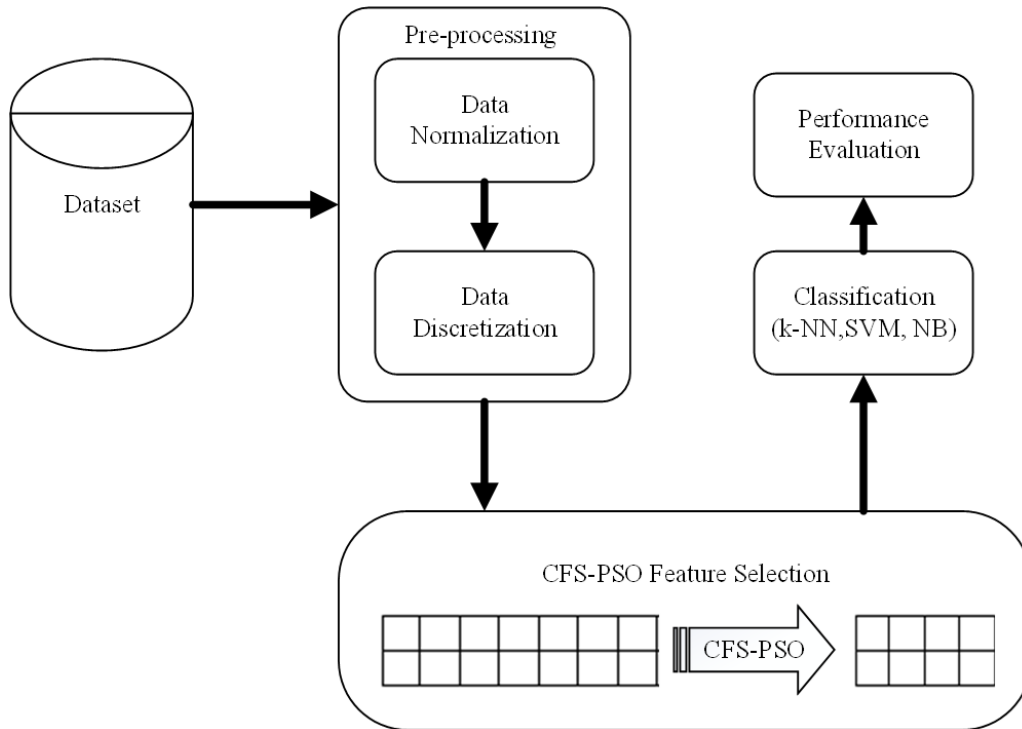 Dataset
Pre-processing
Data
Normalization
Data
Discretization
CFS-PSO Feature Selection
CFS-PSO
Classification
(k-NN,SVM, NB)
Performance
Evaluation